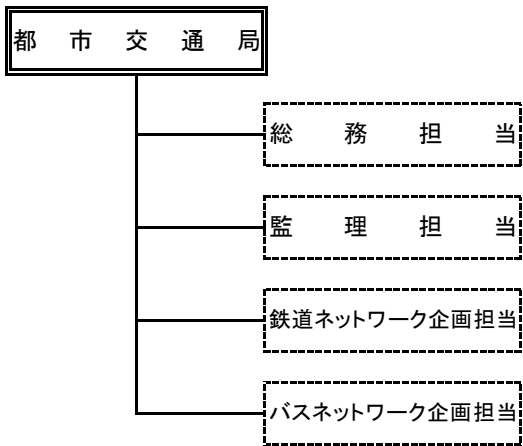 都市交通局
総務担当
監理担当
鉄道ネットワーク企画担当
バスネットワーク企画担当